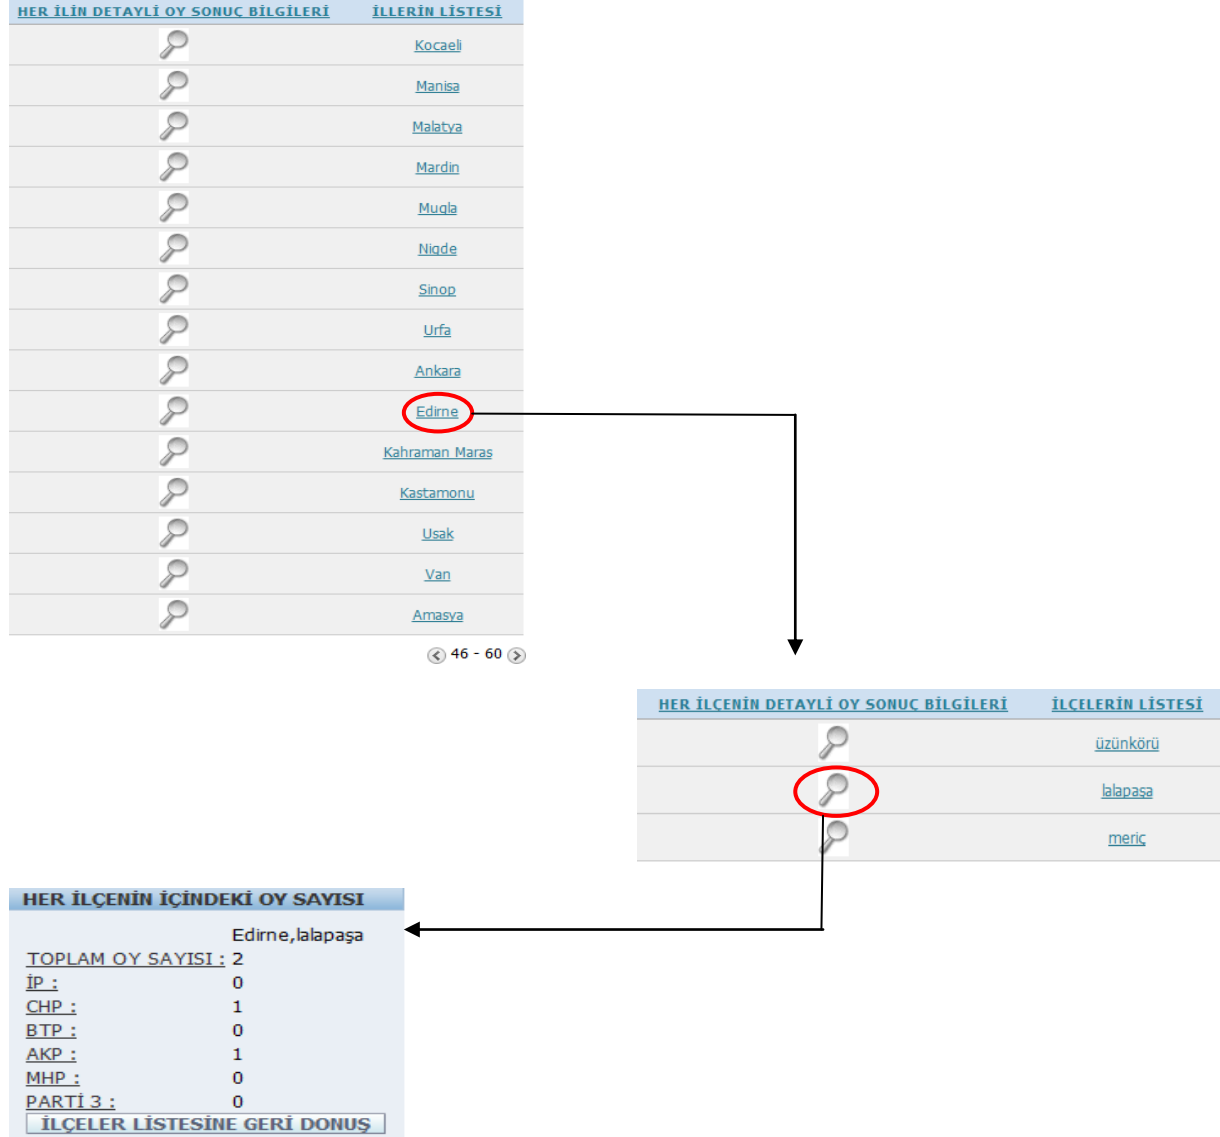 HER İLİN DETAYLİ OY SONUÇ BİLGİLERİ İLLERİN LİSTESİ
Kocaeli
Manisa
Malatya
Mardin
Mugla
Nigde
Sinop
Urfa
Ankara
Edirne
Kahraman Maras
Kastamonu
Usak
Van
Amasya
46 - 60
HER İLÇENİN DETAYLİ OY SONUÇ BİLGİLERİ İLÇELERİN LİSTESİ
üzünkörü
lalapaşa
meriç
HER İLÇENİN İÇİNDEKİ OY SAYISI
Edirne,lalapaşa
TOPLAM OY SAYISI : 2
İP : 0
CHP : 1
BTP : 0
AKP : 1
MHP : 0
PARTİ 3 : 0
İLÇELER LİSTESİNE GERİ DONUŞ